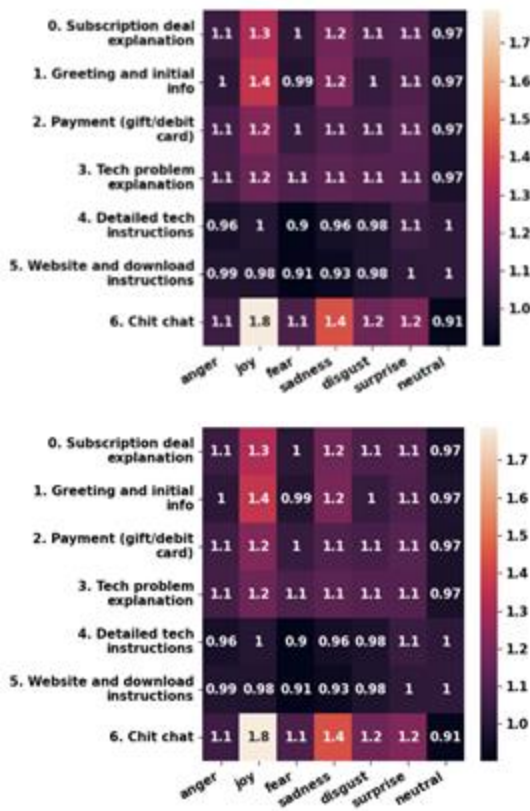 0. Subscription deal
explanation
1.1 1.3 1 1.2 1.1 1.1 0.97
1. Greeting and initial
info
1 1.4 0.99 1.2 1 1.1 0.97
2. Payment (gift/debit
card)
1.1 1.2 1 1.1 1.1 1.1 0.97
3. Tech problem
explanation
1.1 1.2 1.1 1.1 1.1 1.1 0.97
4. Detailed tech
instructions
0.96 1 0.9 0.96 0.98 1.1 1
5. Website and download
instructions
0.99 0.98 0.91 0.93 0.98 1 1
6. Chit chat
1.1 1.8 1.1 1.4 1.2 1.2 0.91
anger joy fear sadness disgust surprise neutral
1.7
1.6
1.5
1.4
1.3
1.2
1.1
1.0
0. Subscription deal
explanation
1.1 1.3 1 1.2 1.1 1.1 0.97
1. Greeting and initial
info
1 1.4 0.99 1.2 1 1.1 0.97
2. Payment (gift/debit
card)
1.1 1.2 1 1.1 1.1 1.1 0.97
3. Tech problem
explanation
1.1 1.2 1.1 1.1 1.1 1.1 0.97
4. Detailed tech
instructions
0.96 1 0.9 0.96 0.98 1.1 1
5. Website and download
instructions
0.99 0.98 0.91 0.93 0.98 1 1
6. Chit chat
1.1 1.8 1.1 1.4 1.2 1.2 0.91
anger joy fear sadness disgust surprise neutral
1.7
1.6
1.5
1.4
1.3
1.2
1.1
1.0